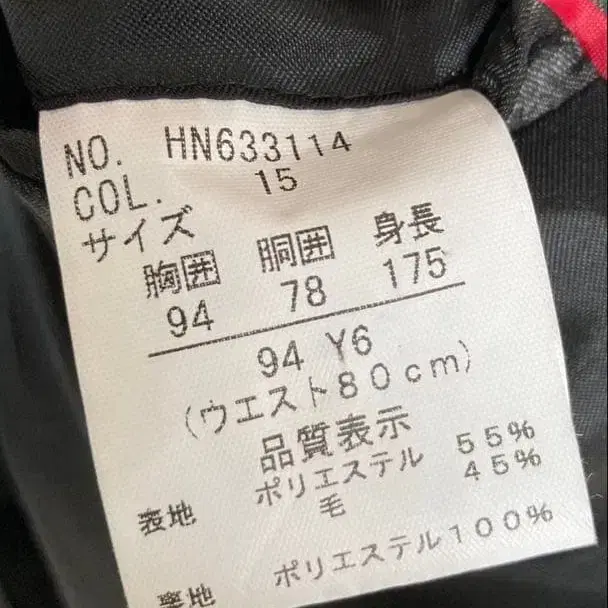 NO. HN633114
COL. 15
サイズ
胸囲 胴囲 身長
94 78 175
94 Y6
(ウエスト80cm)
品質表示
表地 ポリエステル 55%
毛 45%
裏地 ポリエステル100%